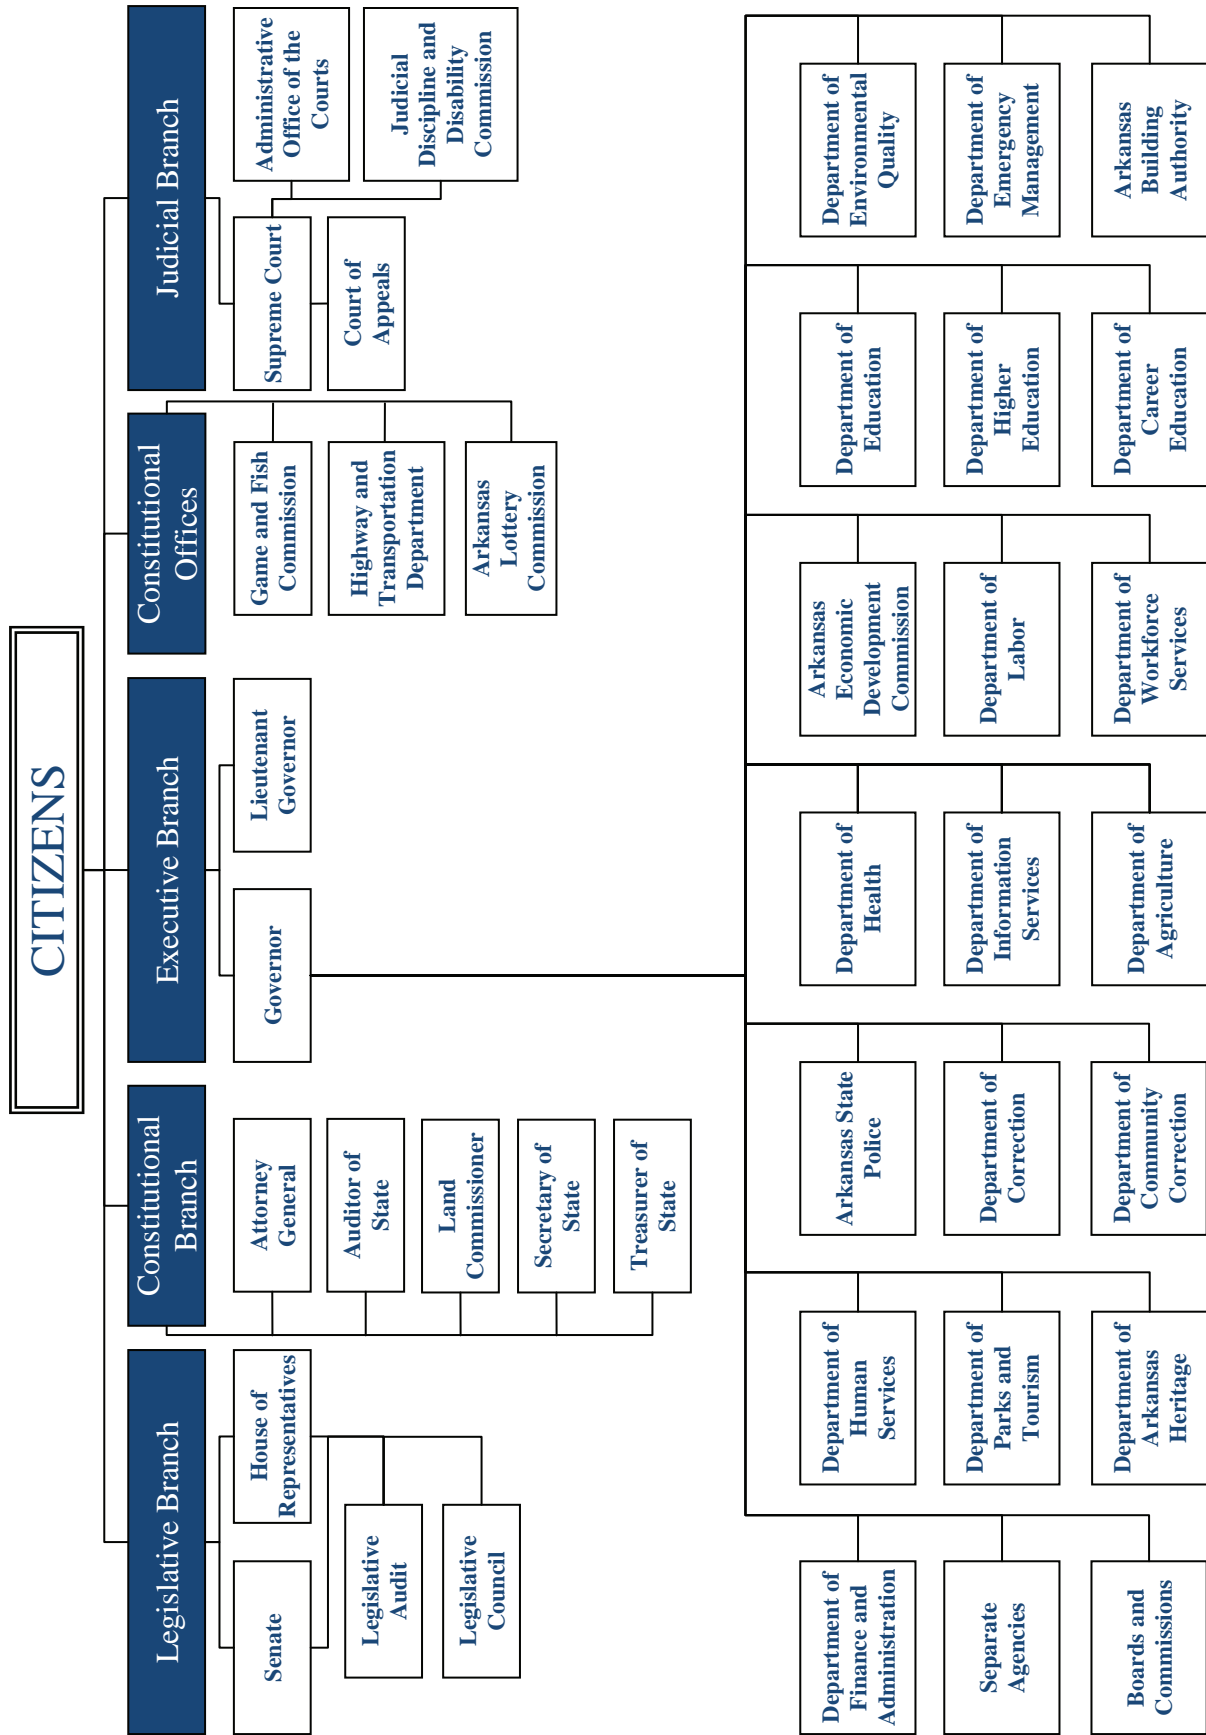 CITIZENS
Legislative Branch
Constitutional
Branch
Executive Branch
Constitutional
Offices
Judicial Branch
Senate
House of
Representatives
Legislative
Audit
Legislative
Council
Attorney
General
Auditor of
State
Land
Commissioner
Secretary of
State
Treasurer of
State
Governor
Lieutenant
Governor
Game and Fish
Commission
Highway and
Transportation
Department
Arkansas
Lottery
Commission
Supreme Court
Court of
Appeals
Administrative
Office of the
Courts
Judicial
Discipline and
Disability
Commission
Department of
Finance and
Administration
Separate
Agencies
Boards and
Commissions
Department of
Human
Services
Department of
Parks and
Tourism
Department of
Arkansas
Heritage
Arkansas State
Police
Department of
Correction
Department of
Community
Correction
Department of
Health
Department of
Information
Services
Department of
Agriculture
Arkansas
Economic
Development
Commission
Department of
Labor
Department of
Workforce
Services
Department of
Education
Department of
Higher
Education
Department of
Career
Education
Department of
Environmental
Quality
Department of
Emergency
Management
Arkansas
Building
Authority